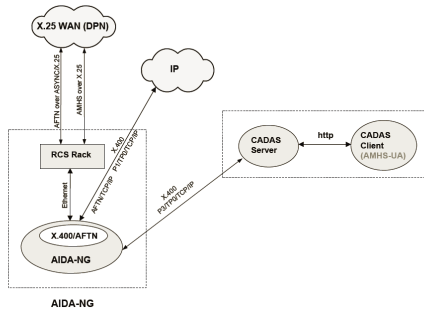 X.25 WAN (DPN)
AFTN over ASYNC/X.25
AMHS over X.25
IP
X.400
P1/TP0/TCP/IP
AFTN/TCP/IP
RCS Rack
Ethernet
X.400/AFTN
AIDA-NG
X.400
P3/TP0/TCP/IP
CADAS
Server
http
CADAS
Client
(AMHS-UA)
AIDA-NG